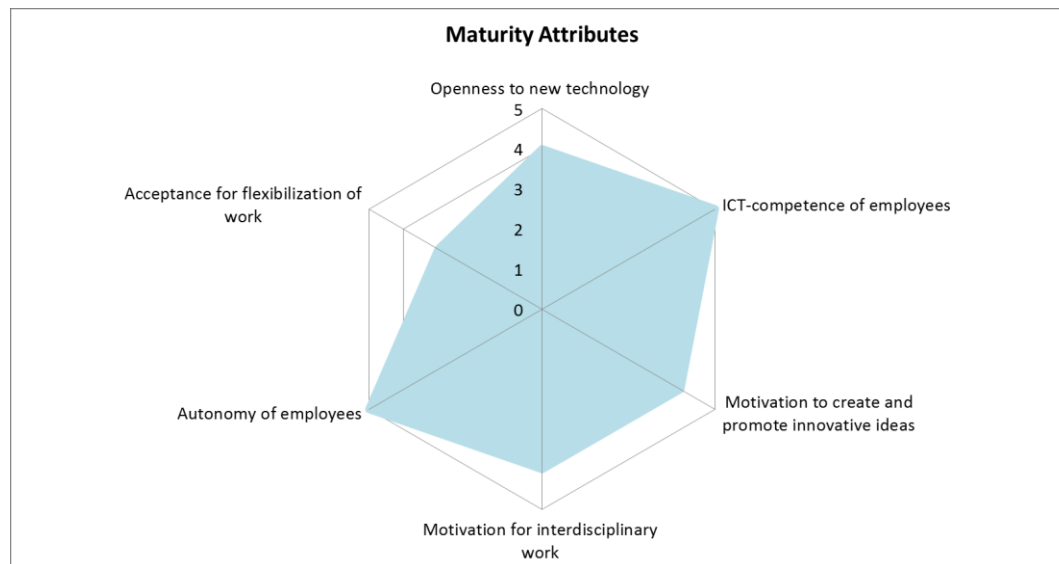 Maturity Attributes
Openness to new technology
5
4
3
2
1
0
Acceptance for flexibilization of
work
ICT-competence of employees
Autonomy of employees
Motivation to create and
promote innovative ideas
Motivation for interdisciplinary
work